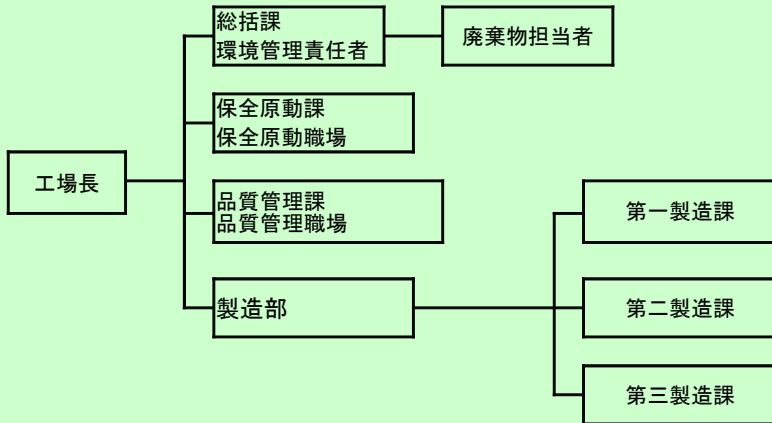 総括課
環境管理責任者
廃棄物担当者
保全原動課
保全原動職場
工場長
品質管理課
品質管理職場
第一製造課
製造部
第二製造課
第三製造課